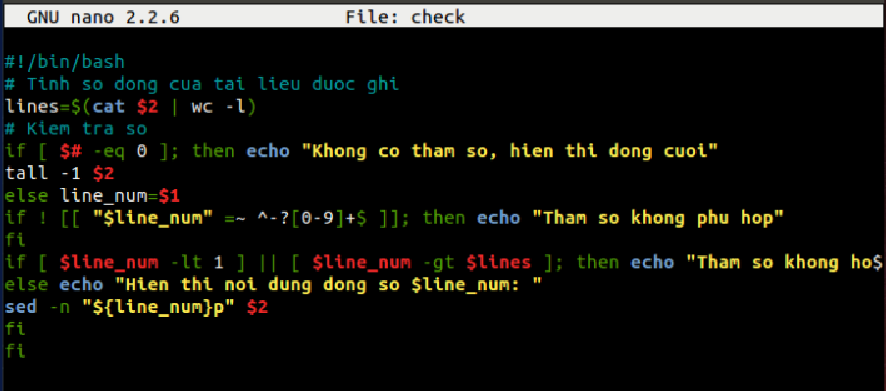 GNU nano 2.2.6 File: check
#!/bin/bash
# Tinh so dong cua tai lieu duoc ghi
lines=$(cat $2 | wc -l)
# Kiem tra so
if [ $# -eq 0 ]; then echo "Khong co tham so, hien thi dong cuoi"
tall -1 $2
else line_num=$1
if ! [[ "$line_num" =~ ^-?[0-9]+$ ]]; then echo "Tham so khong phu hop"
fi
if [ $line_num -lt 1 ] || [ $line_num -gt $lines ]; then echo "Tham so khong ho$
else echo "Hien thi noi dung dong so $line_num: "
sed -n "${line_num}p" $2
fi
fi